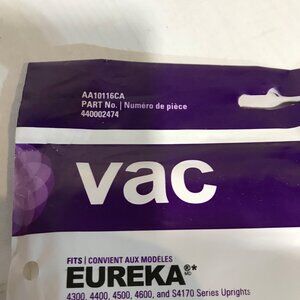 AA10116CA
PART No. | Numéro de pièce
440002474
vac
FITS | CONVIENT AUX MODÈLES
EUREKA®* MD
4300, 4400, 4500, 4600, and S4170 Series Uprights